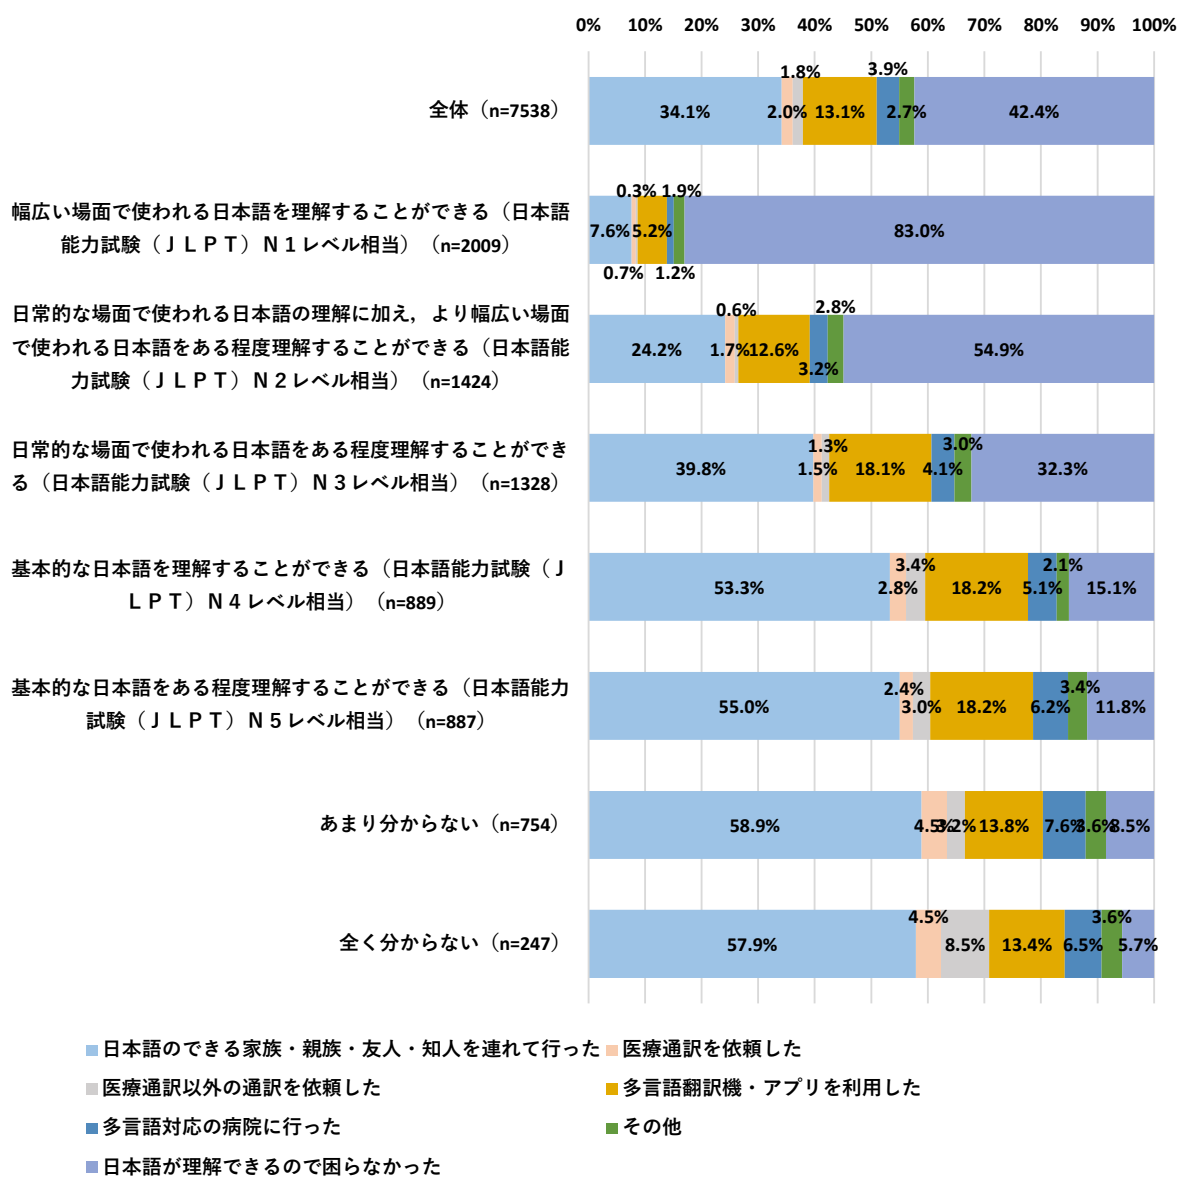 0% 10% 20% 30% 40% 50% 60% 70% 80% 90% 100%
1.8% 3.9%
全体（n=7538） 34.1% 2.0% 13.1% 2.7% 42.4%
0.3% 1.9%
幅広い場面で使われる日本語を理解することができる（日本語
能力試験（ＪＬＰＴ）Ｎ１レベル相当）（n=2009）
7.6% 5.2% 83.0%
0.7% 1.2%
0.6% 2.8%
日常的な場面で使われる日本語の理解に加え，より幅広い場面
で使われる日本語をある程度理解することができる（日本語能
力試験（ＪＬＰＴ）Ｎ２レベル相当）（n=1424）
24.2% 1.7% 12.6% 3.2% 54.9%
日常的な場面で使われる日本語をある程度理解することができ
る（日本語能力試験（ＪＬＰＴ）Ｎ３レベル相当）（n=1328）
1.3% 3.0%
39.8% 1.5% 18.1% 4.1% 32.3%
基本的な日本語を理解することができる（日本語能力試験（Ｊ
ＬＰＴ）Ｎ４レベル相当）（n=889）
3.4% 2.1%
53.3% 2.8% 18.2% 5.1% 15.1%
基本的な日本語をある程度理解することができる（日本語能力
試験（ＪＬＰＴ）Ｎ５レベル相当）（n=887）
2.4% 3.4%
55.0% 3.0% 18.2% 6.2% 11.8%
あまり分からない（n=754） 58.9% 4.5% 3.2% 13.8% 7.6% 3.6% 8.5%
4.5% 3.6%
全く分からない（n=247） 57.9% 8.5% 13.4% 6.5% 5.7%
日本語のできる家族・親族・友人・知人を連れて行った 医療通訳を依頼した
医療通訳以外の通訳を依頼した 多言語翻訳機・アプリを利用した
多言語対応の病院に行った その他
日本語が理解できるので困らなかった